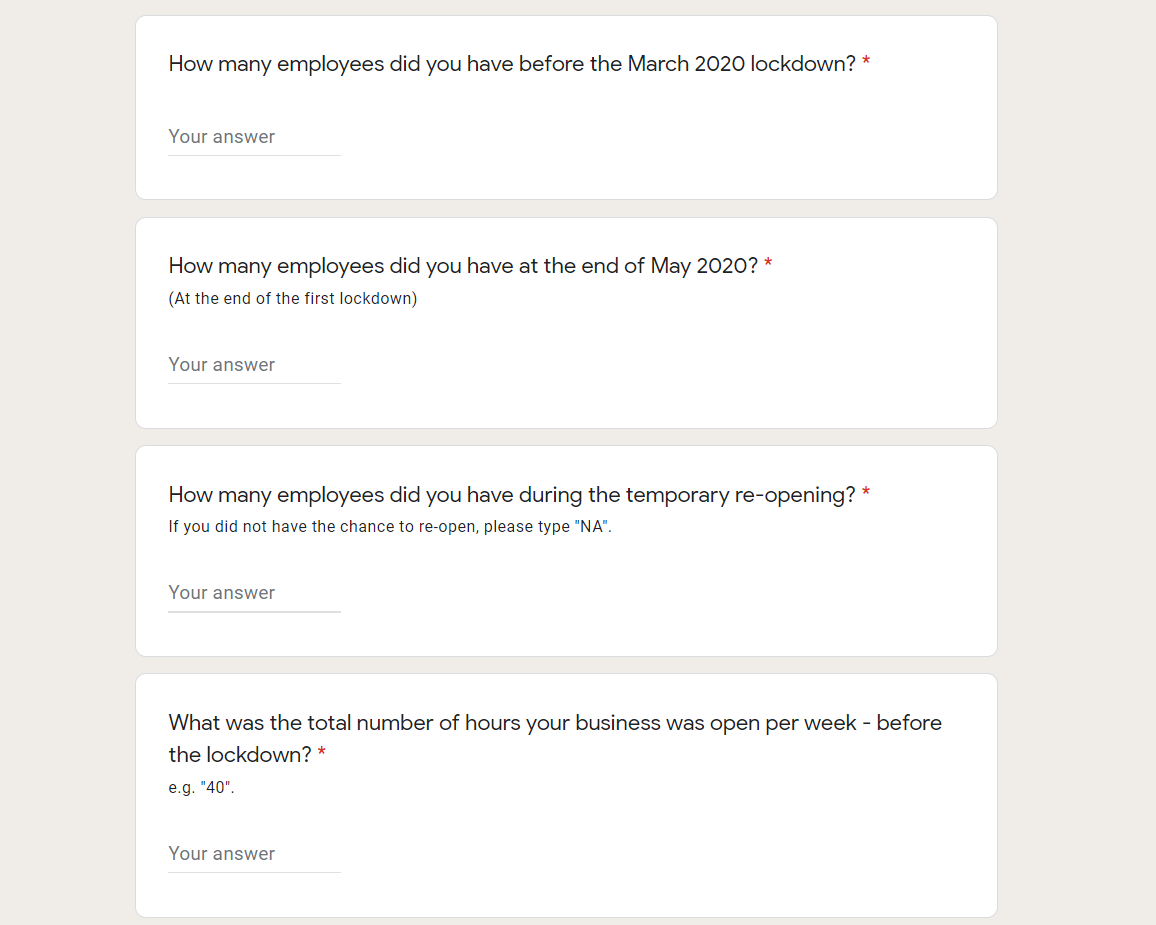 How many employees did you have before the March 2020 lockdown? *
Your answer
How many employees did you have at the end of May 2020? *
(At the end of the first lockdown)
Your answer
How many employees did you have during the temporary re-opening? *
If you did not have the chance to re-open, please type "NA".
Your answer
What was the total number of hours your business was open per week - before
the lockdown? *
e.g. "40".
Your answer